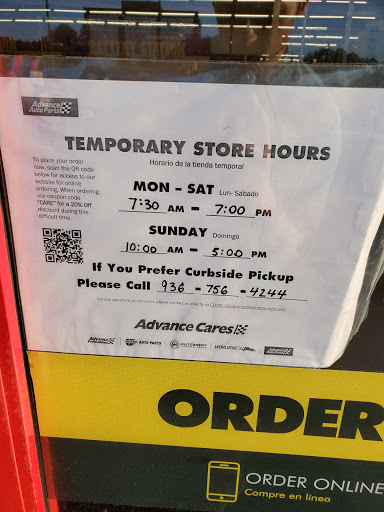 Advance
Auto Parts
TEMPORARY STORE HOURS
Horario de la tienda temporal
To place your order
now, scan the QR code
below for access to our
website for online
ordering. When ordering,
use coupon code
"CARE" for a 20% Off
discount during this
difficult time.
MON – SAT Lun- Sábado
7:30 AM – 7:00 PM
SUNDAY Domingo
10:00 AM – 5:00 PM
If You Prefer Curbside Pickup
Please Call 936 - 756 - 4244
Advance Cares
AUTO PARTS
WORLDPAC
ORDER
ORDER ONLINE
Compre en línea